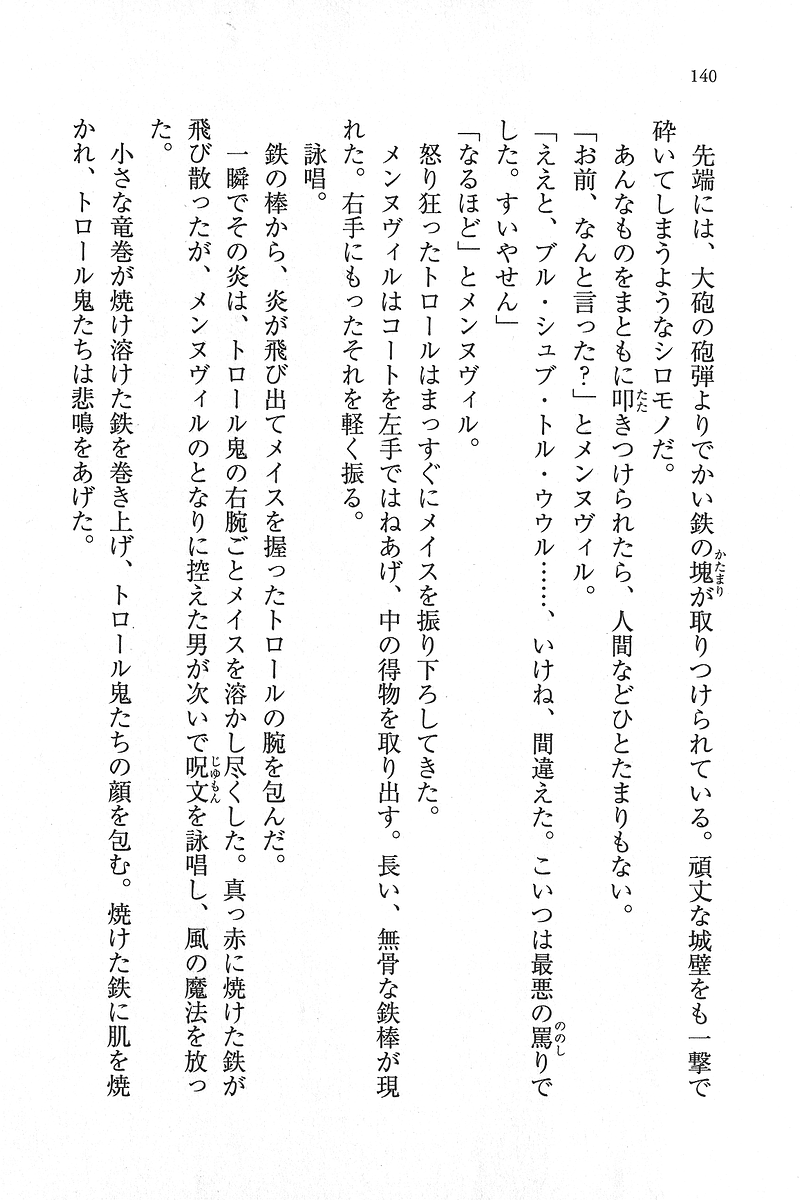 140
先端には、大砲の砲弾よりでかい鉄の塊が取りつけられている。頑丈な城壁をも一撃で
かたまり
砕いてしまうようなシロモノだ。
あんなものをまともに叩きつけられたら、人間などひとたまりもない。
たた
「お前、なんと言った?」とメンヌヴィル。
「ええと、ブル・シュブ・トル・ウウル……、いけね、間違えた。こいつは最悪の罵りで
ののし
した。すいやせん」
「なるほど」とメンヌヴィル。
怒り狂ったトロールはまっすぐにメイスを振り下ろしてきた。
メンヌヴィルはコートを左手ではねあげ、中の得物を取り出す。長い、無骨な鉄棒が現
れた。右手にもったそれを軽く振る。
詠唱。
鉄の棒から、炎が飛び出てメイスを握ったトロールの腕を包んだ。
一瞬でその炎は、トロール鬼の右腕ごとメイスを溶かし尽くした。真っ赤に焼けた鉄が
飛び散ったが、メンヌヴィルのとなりに控えた男が次いで呪文を詠唱し、風の魔法を放っ
じゆもん
た。
小さな竜巻が焼け溶けた鉄を巻き上げ、トロール鬼たちの顔を包む。焼けた鉄に肌を焼
かれ、トロール鬼たちは悲鳴をあげた。